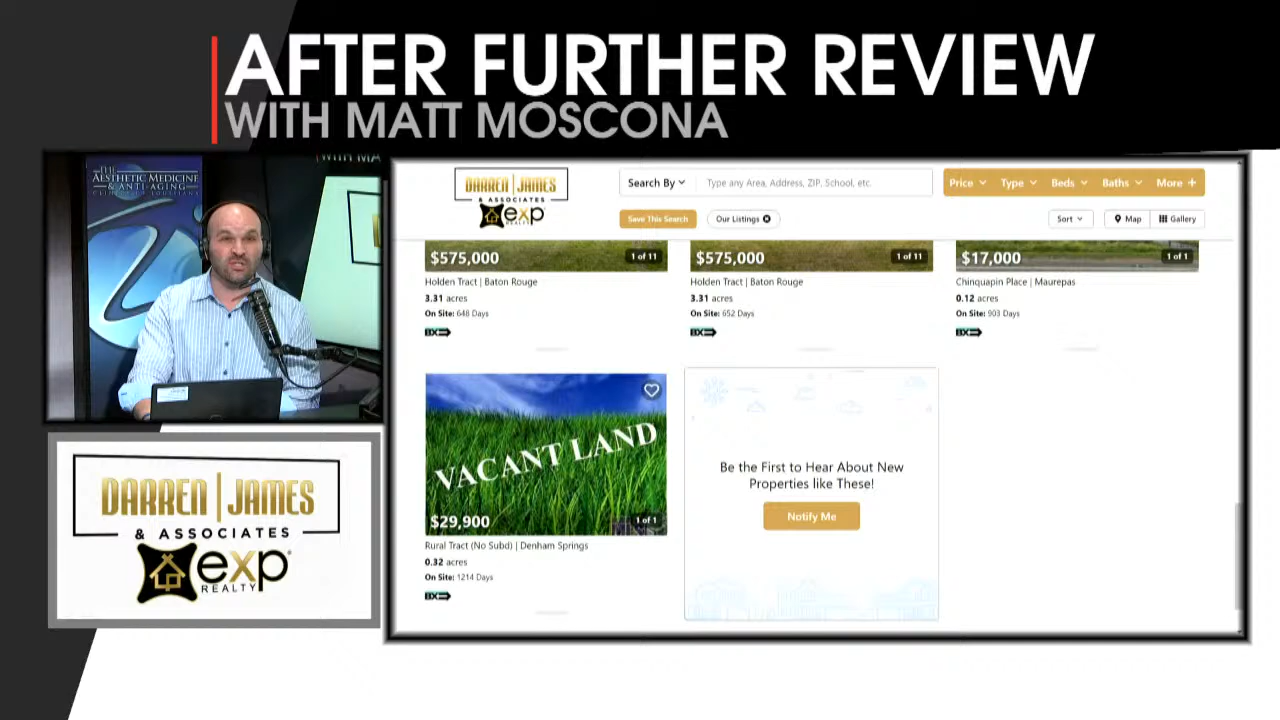 AFTER FURTHER REVIEW
WITH MATT MOSCONA
THE
AESTHETIC MEDICINE
& ANTI-AGING
DARREN | JAMES
& ASSOCIATES
exp
REALTY
Search By
Type any Area, Address, ZIP, School, etc.
Price
Type
Beds
Baths
More +
Save This Search
Our Listings
Sort
Map
Gallery
$575,000
1 of 11
$575,000
1 of 11
$17,000
1 of 1
Holden Tract | Baton Rouge
3.31 acres
On Site: 648 Days
Holden Tract | Baton Rouge
3.31 acres
On Site: 652 Days
Chinquapin Place | Maurepas
0.12 acres
On Site: 903 Days
VACANT LAND
$29,900
1 of 1
Rural Tract (No Subd) | Denham Springs
0.32 acres
On Site: 1214 Days
Be the First to Hear About New
Properties like These!
Notify Me
DARREN | JAMES
& ASSOCIATES
exp
REALTY